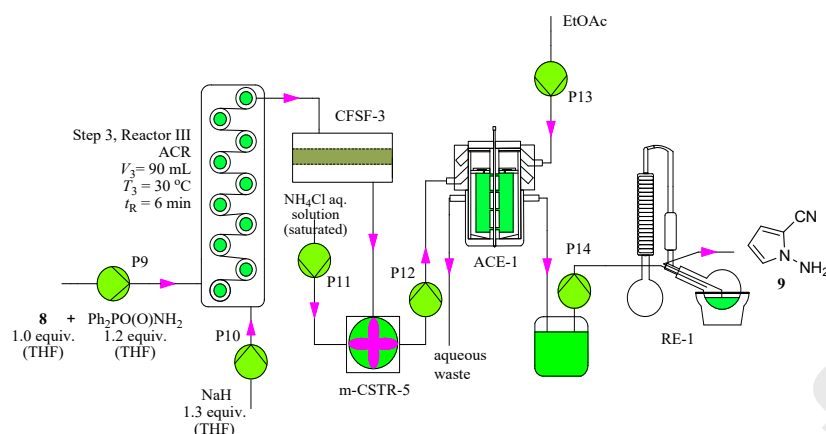 EtOAc
P13
Step 3, Reactor III
ACR
V3= 90 mL
T3 = 30 °C
tR = 6 min
CFSF-3
NH4Cl aq.
solution
(saturated)
P11
P12
ACE-1
P14
CN
N
NH2
9
RE-1
P9
8 + Ph2PO(O)NH2
1.0 equiv. 1.2 equiv.
(THF) (THF)
P10
NaH
1.3 equiv.
(THF)
m-CSTR-5
aqueous
waste